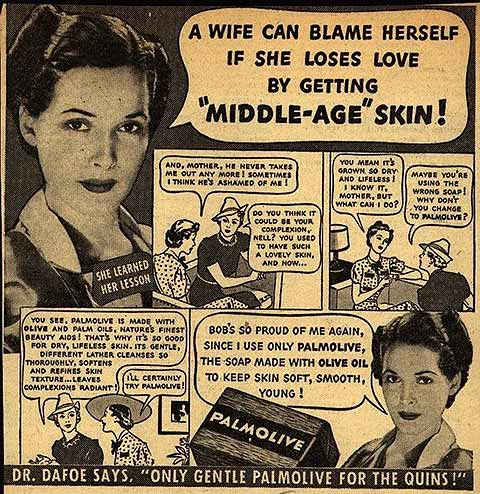 A WIFE CAN BLAME HERSELF
IF SHE LOSES LOVE
BY GETTING
"MIDDLE-AGE" SKIN!
SHE LEARNED
HER LESSON
AND, MOTHER, HE NEVER TAKES
ME OUT ANY MORE! SOMETIMES
I THINK HE'S ASHAMED OF ME!
DO YOU THINK IT
COULD BE YOUR
COMPLEXION,
NELL? YOU USED
TO HAVE SUCH
A LOVELY SKIN,
AND NOW...
YOU MEAN IT'S
GROWN SO DRY
AND LIFELESS!
I KNOW IT,
MOTHER, BUT
WHAT CAN I DO?
MAYBE YOU'RE
USING THE
WRONG SOAP!
WHY DON'T
YOU CHANGE
TO PALMOLIVE?
YOU SEE, PALMOLIVE IS MADE WITH
OLIVE AND PALM OILS, NATURE'S FINEST
BEAUTY AIDS! THAT'S WHY IT'S SO GOOD
FOR DRY, LIFELESS SKIN. ITS GENTLE,
DIFFERENT LATHER CLEANSES SO
THOROUGHLY, SOFTENS
AND REFINES SKIN
TEXTURE...LEAVES
COMPLEXIONS RADIANT!
I'LL CERTAINLY
TRY PALMOLIVE!
BOB'S SO PROUD OF ME AGAIN,
SINCE I USE ONLY PALMOLIVE,
THE SOAP MADE WITH OLIVE OIL
TO KEEP SKIN SOFT, SMOOTH,
YOUNG!
PALMOLIVE
DR. DAFOE SAYS, "ONLY GENTLE PALMOLIVE FOR THE QUINS!"